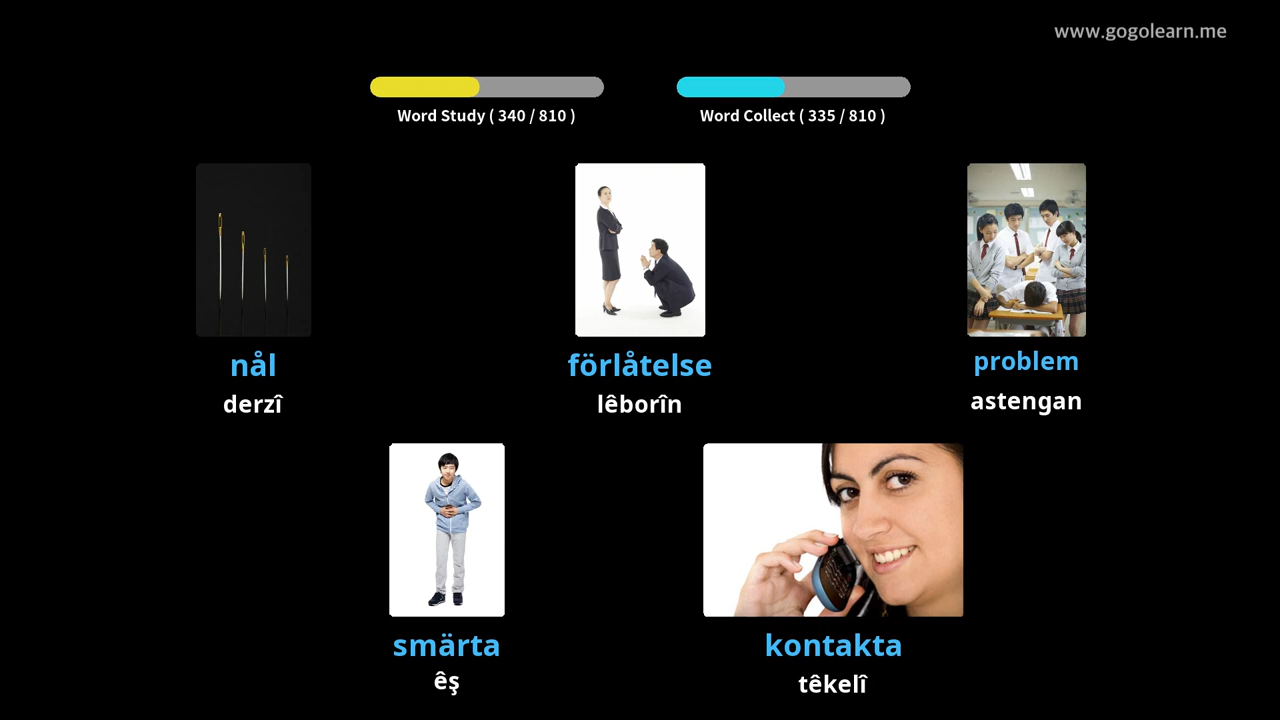 www.gogolearn.me
Word Study ( 340 / 810 )
Word Collect ( 335 / 810 )
nål
derzî
förlåtelse
lêborîn
problem
astengan
smärta
êş
kontakta
têkelî